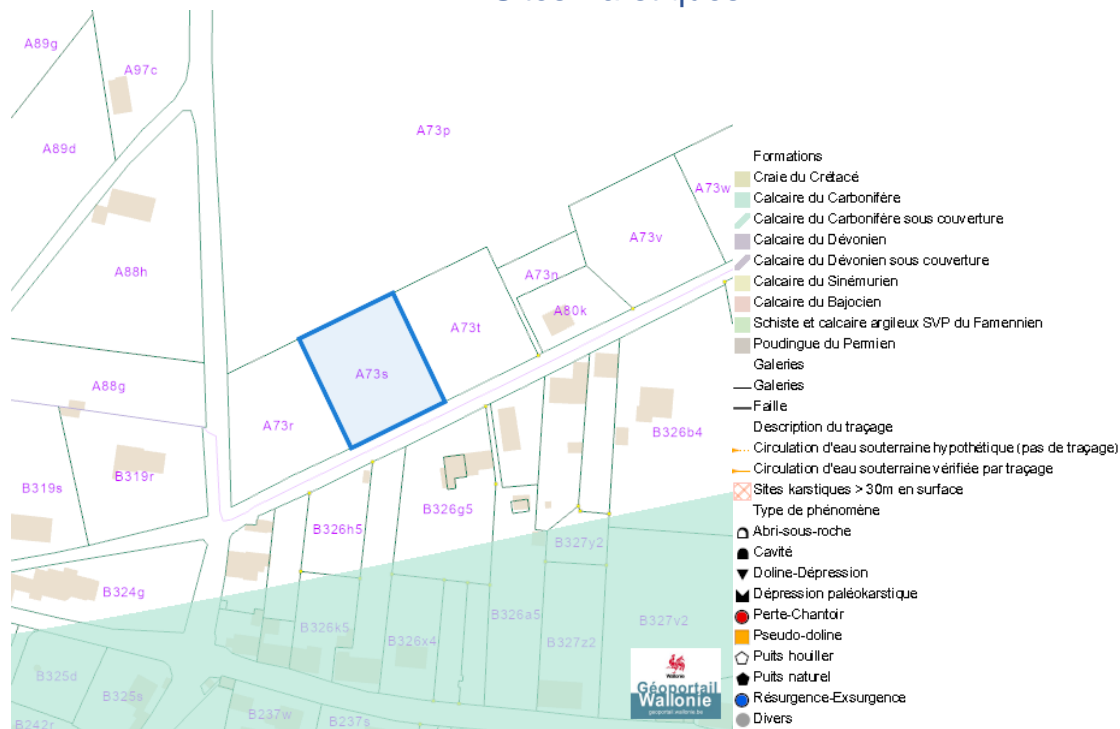 A89g
A97c
A73p
A89d
A73w
A73v
A88h
A73n
A80k
A73t
A73s
A88g
A73r
B326b4
B319s
B319r
B326g5
B326h5
B327y2
B324g
B326a5
B327v2
B326k5
B326x4
B327z2
B325d
B325s
B237w
B237s
B242r
Wallonie
Géoportail
Wallonie
geoportail.wallonie.be
Formations
Craie du Crétacé
Calcaire du Carbonifère
Calcaire du Carbonifère sous couverture
Calcaire du Dévonien
Calcaire du Dévonien sous couverture
Calcaire du Sinémurien
Calcaire du Bajocien
Schiste et calcaire argileux SVP du Famennien
Poudingue du Permien
Galeries
Galeries
Faille
Description du traçage
Circulation d'eau souterraine hypothétique (pas de traçage)
Circulation d'eau souterraine vérifiée par traçage
Sites karstiques > 30m en surface
Type de phénomène
Abri-sous-roche
Cavité
Doline-Dépression
Dépression paléokarstique
Perte-Chantoir
Pseudo-doline
Puits houiller
Puits naturel
Résurgence-Exsurgence
Divers